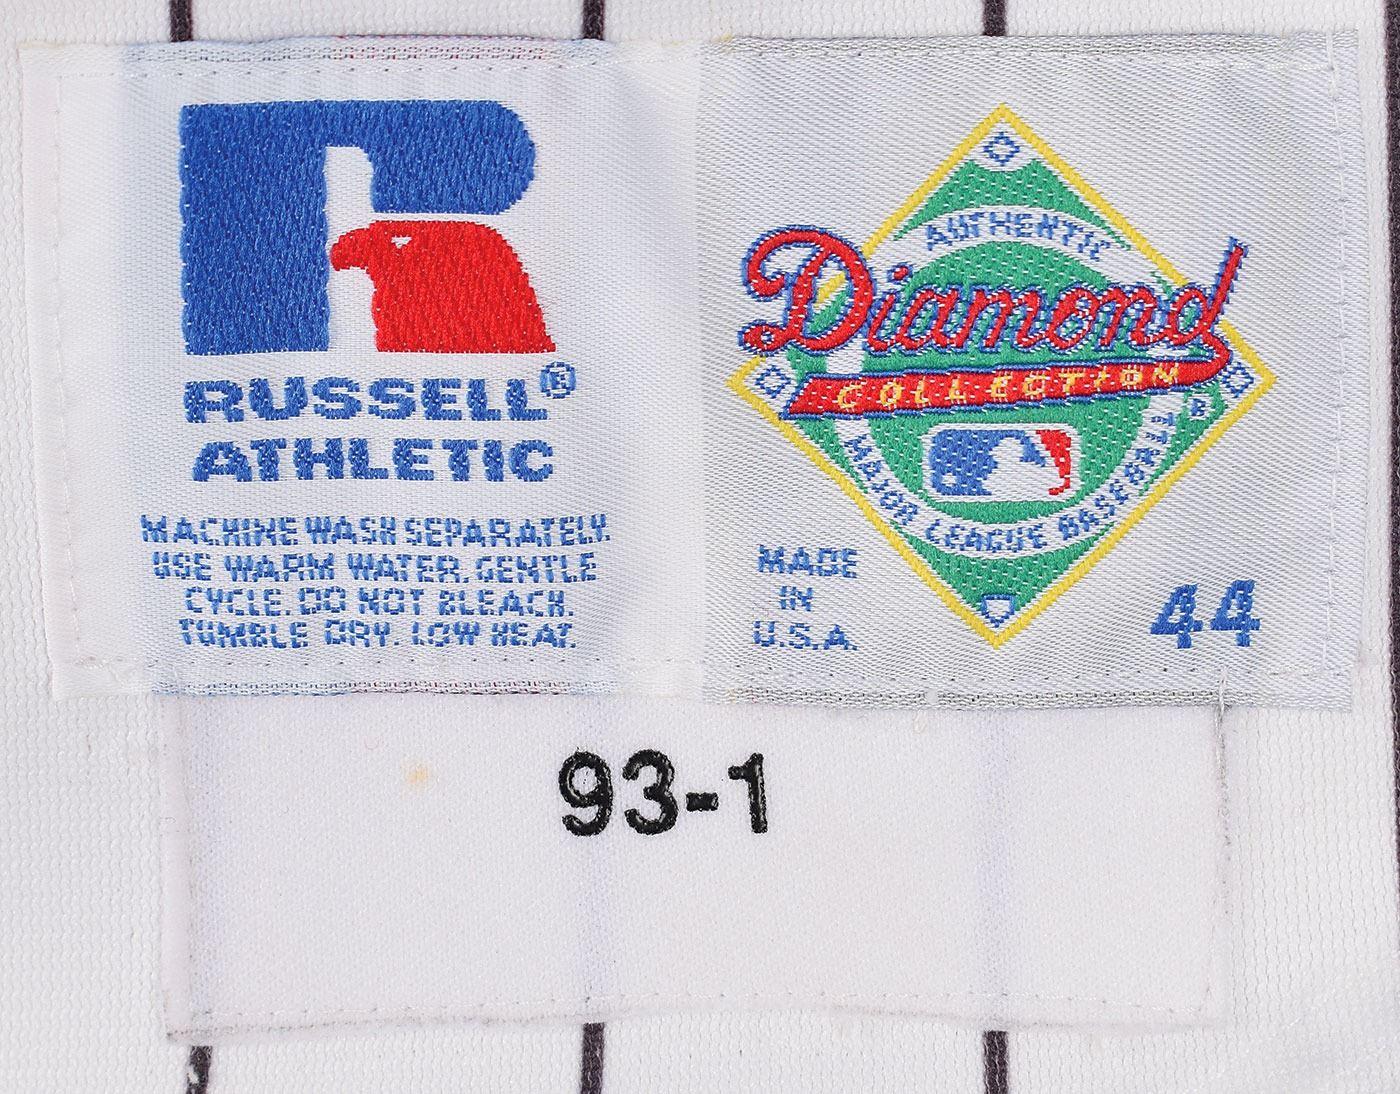 RUSSELL®
ATHLETIC
MACHINE WASH SEPARATELY.
USE WARM WATER. GENTLE
CYCLE. DO NOT BLEACH.
TUMBLE DRY. LOW HEAT.
AUTHENTIC
Diamond
COLLECTION
MAJOR LEAGUE BASEBALL®
MADE
IN
U.S.A.
44
93-1